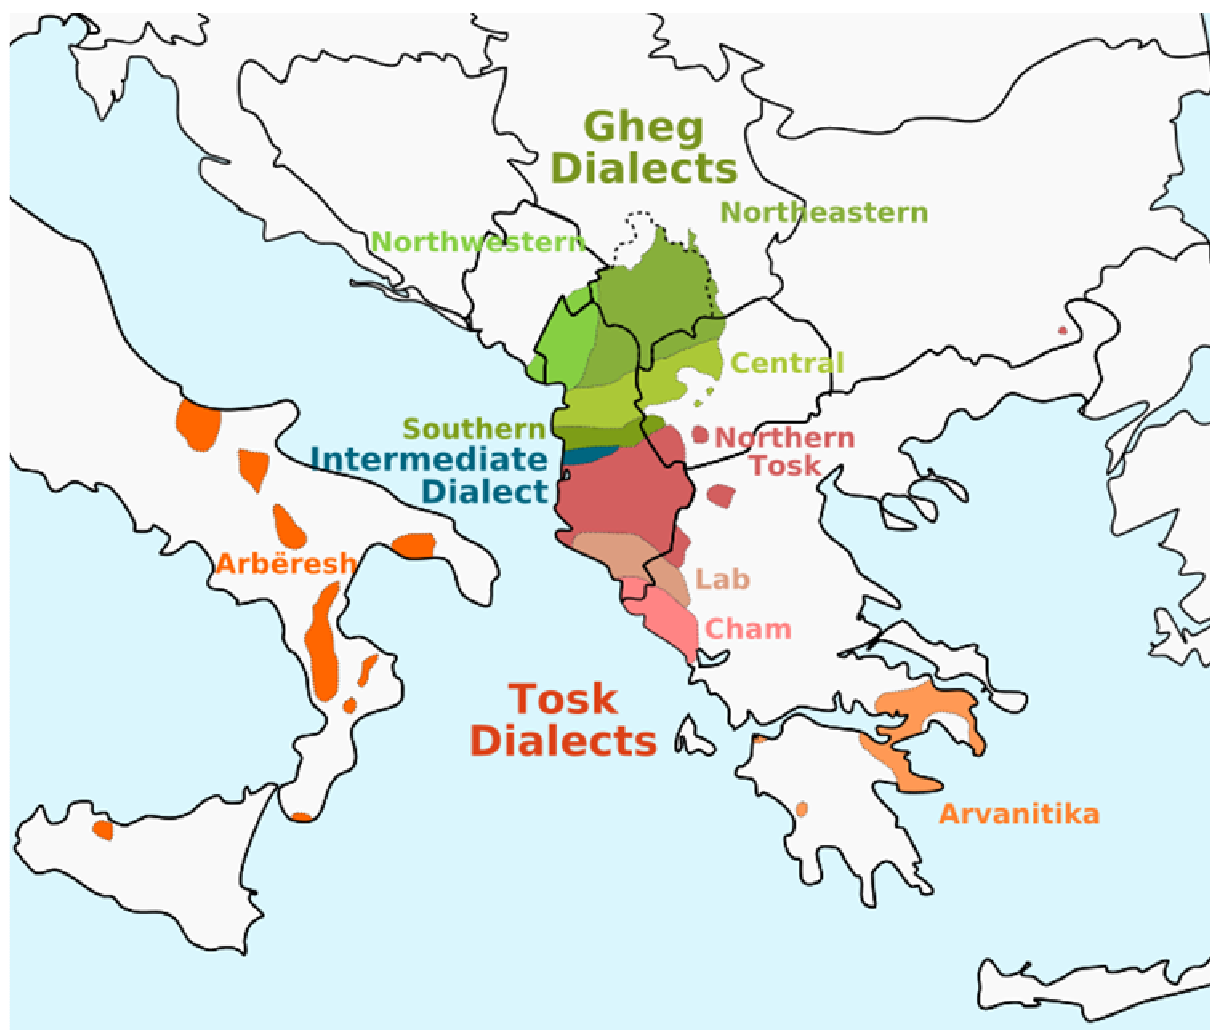 Gheg
Dialects
Northeastern
Northwestern
Central
Southern
Intermediate
Dialect
Northern
Tosk
Arbëresh
Lab
Cham
Tosk
Dialects
Arvanitika